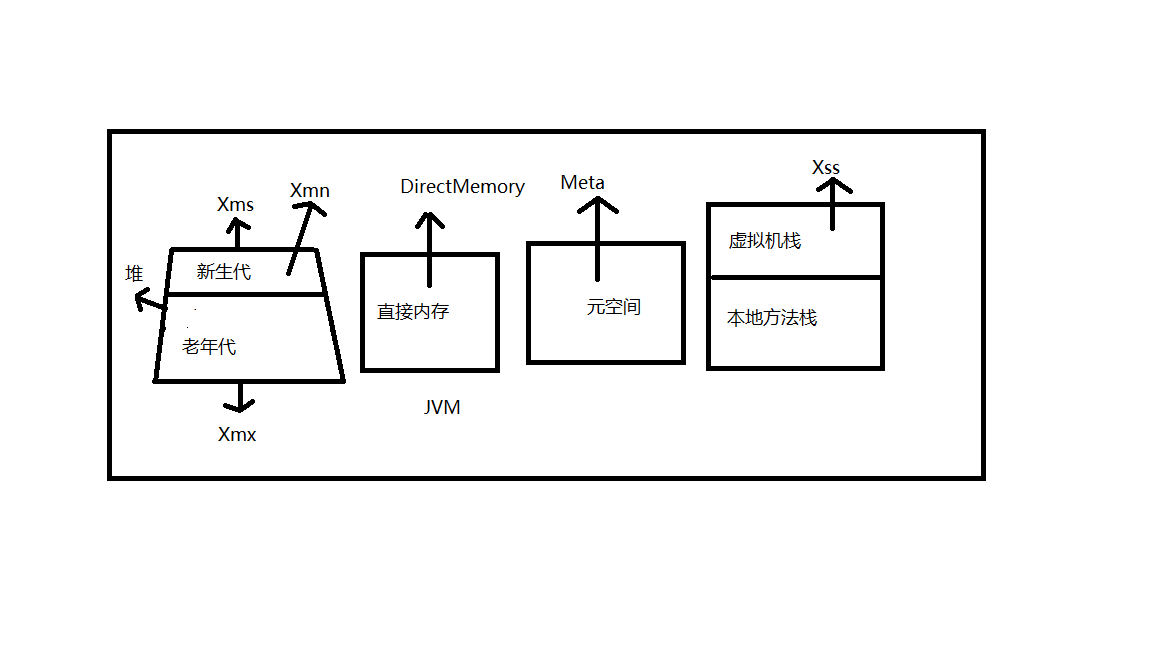 Xms
Xmn
堆
新生代
老年代
Xmx
DirectMemory
直接内存
JVM
Meta
元空间
Xss
虚拟机栈
本地方法栈